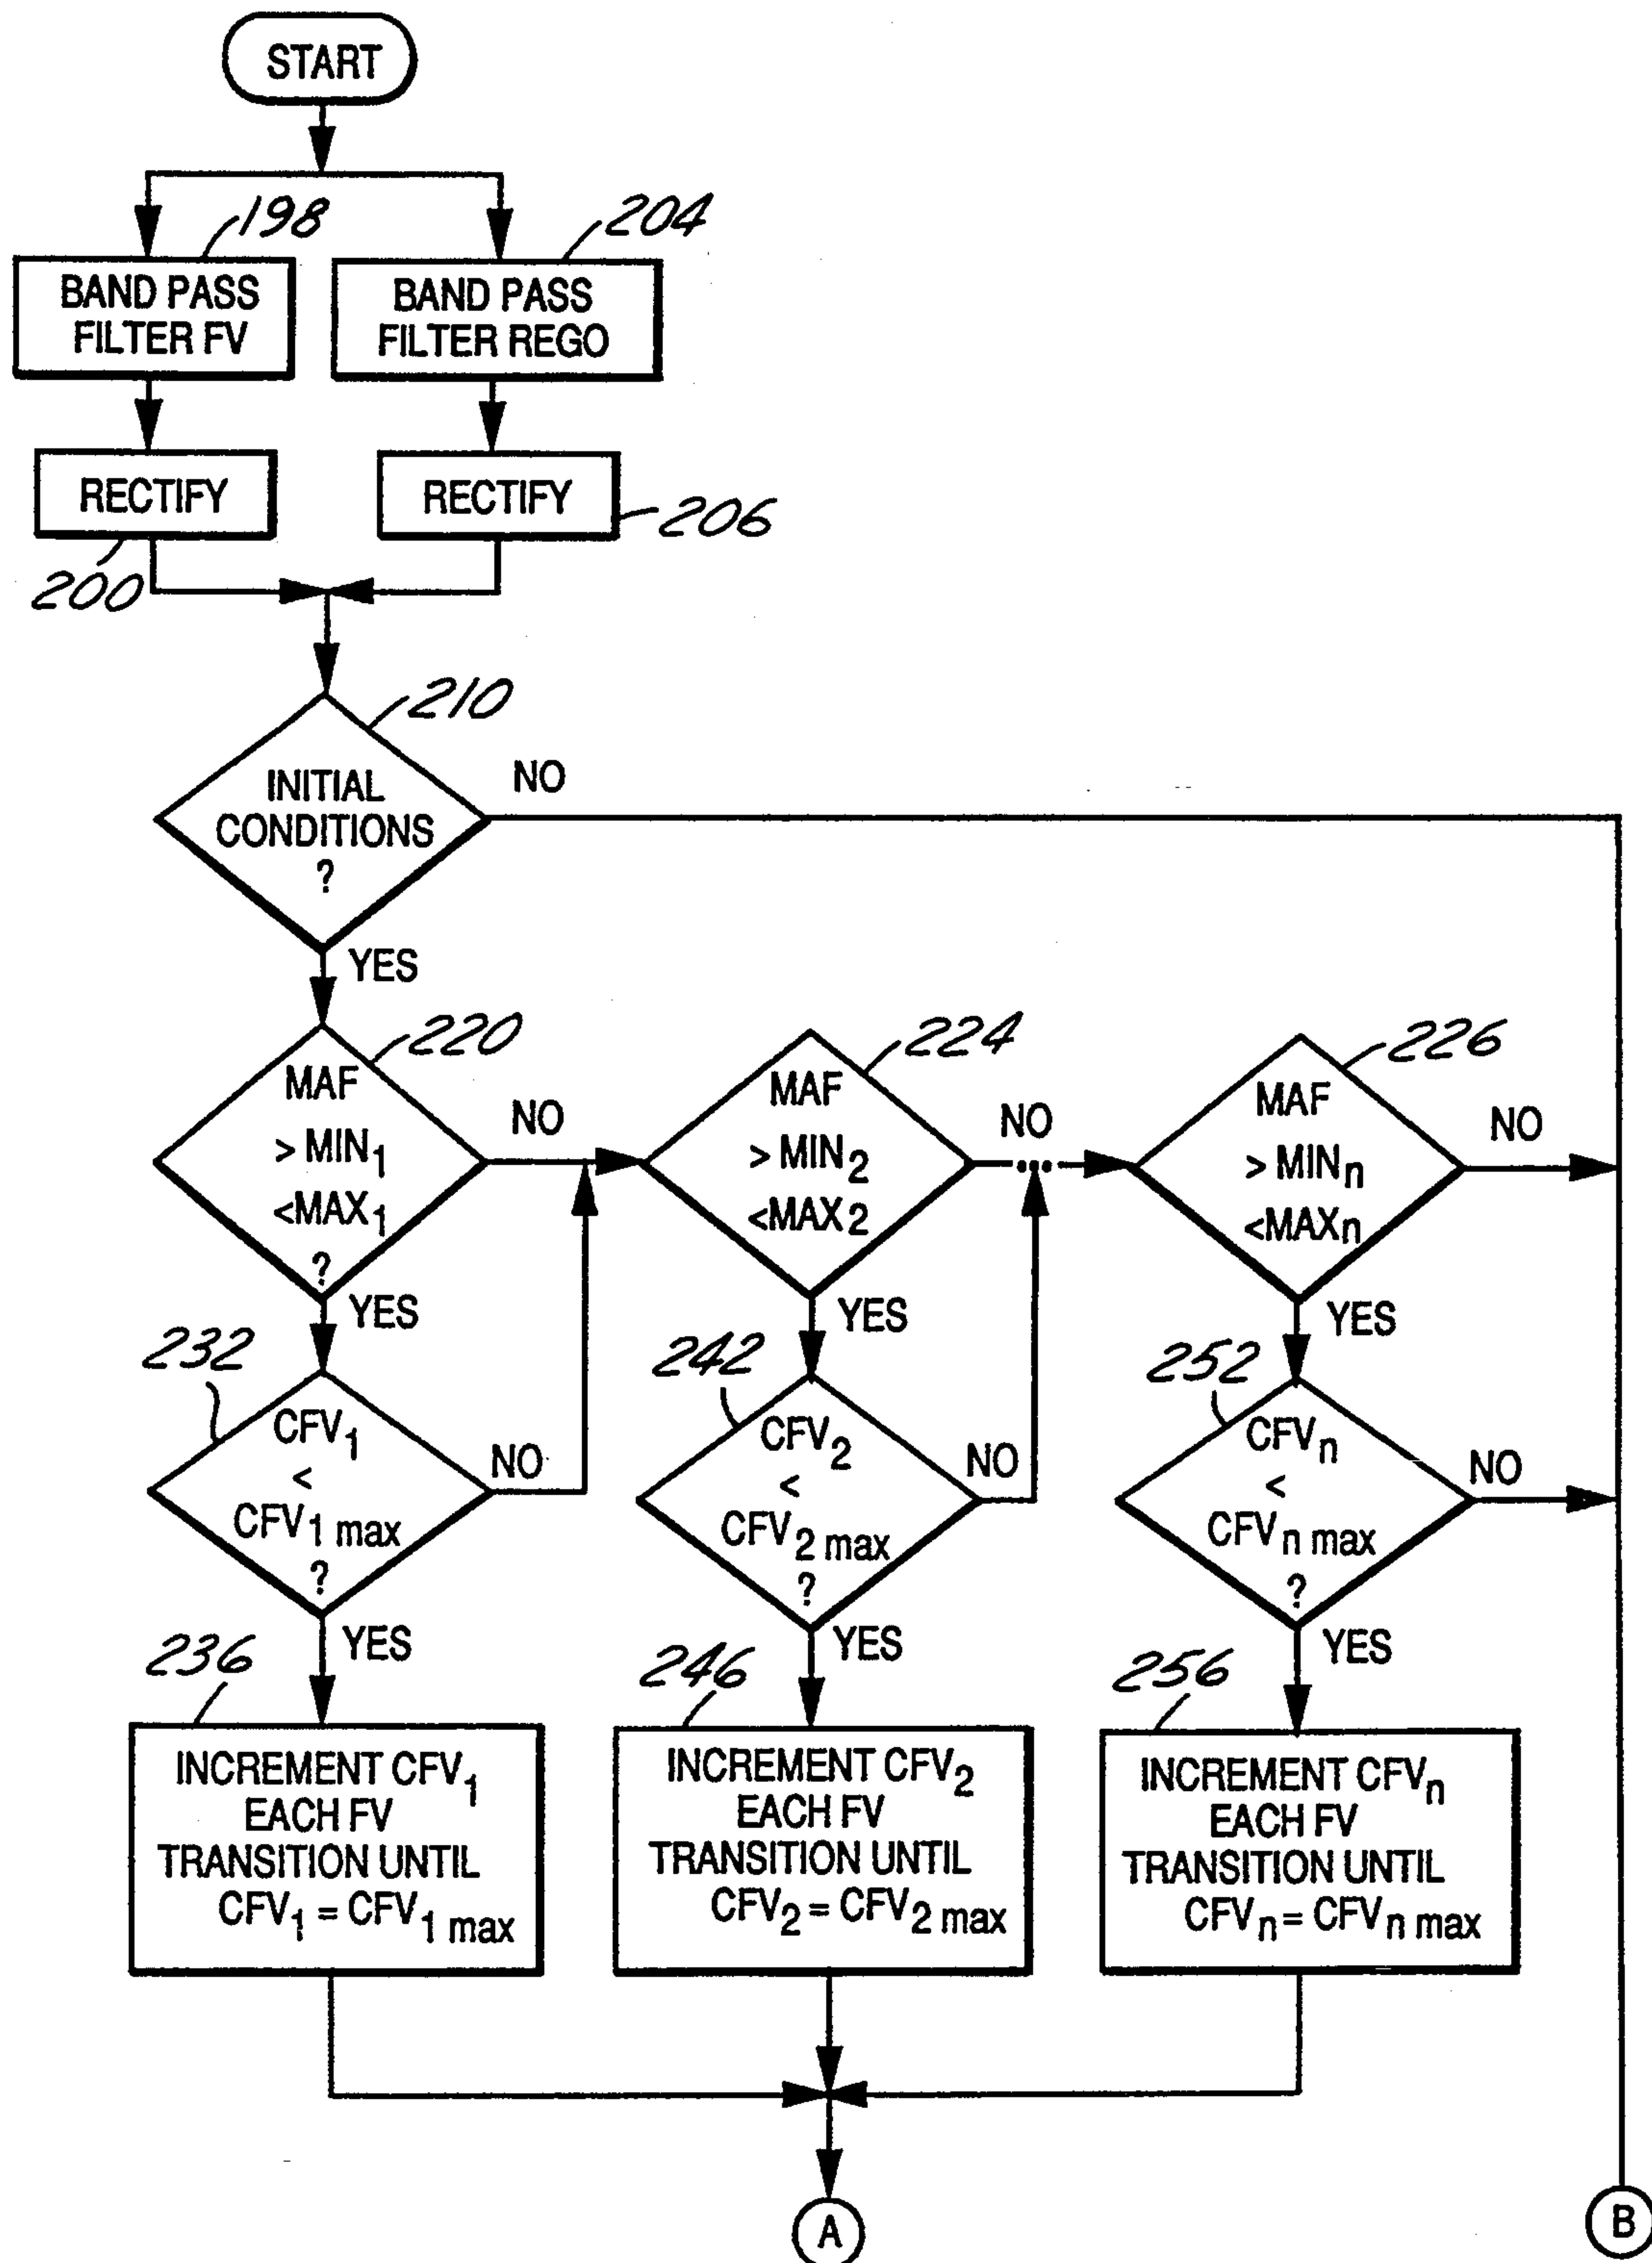 START
198
204
BAND PASS
FILTER FV
BAND PASS
FILTER REGO
RECTIFY
RECTIFY
200
206
210
INITIAL
CONDITIONS
?
NO
YES
220
MAF
> MIN1
<MAX1
?
NO
YES
224
MAF
> MIN2
<MAX2
NO
...
YES
226
MAF
> MINn
<MAXn
NO
YES
232
CFV1
<
CFV1 max
?
NO
YES
242
CFV2
<
CFV2 max
?
NO
YES
252
CFVn
<
CFVn max
?
NO
YES
236
INCREMENT CFV1
EACH FV
TRANSITION UNTIL
CFV1 = CFV1 max
246
INCREMENT CFV2
EACH FV
TRANSITION UNTIL
CFV2 = CFV2 max
256
INCREMENT CFVn
EACH FV
TRANSITION UNTIL
CFVn = CFVn max
A
B